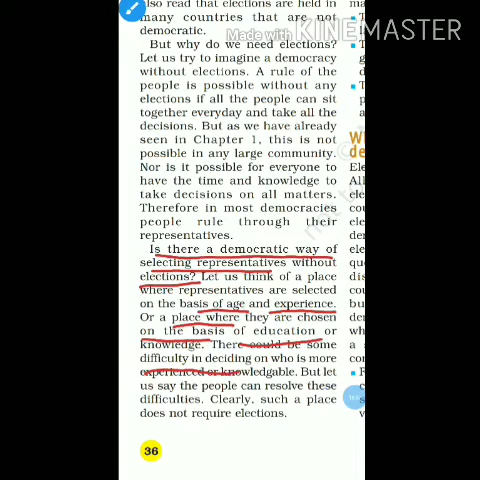 also read that elections are held in
many countries that are not
democratic.
But why do we need elections?
Let us try to imagine a democracy
without elections. A rule of the
people is possible without any
elections if all the people can sit
together everyday and take all the
decisions. But as we have already
seen in Chapter 1, this is not
possible in any large community.
Nor is it possible for everyone to
have the time and knowledge to
take decisions on all matters.
Therefore in most democracies
people rule through their
representatives.
Is there a democratic way of
selecting representatives without
elections? Let us think of a place
where representatives are selected
on the basis of age and experience.
Or a place where they are chosen
on the basis of education or
knowledge. There could be some
difficulty in deciding on who is more
experienced or knowledgable. But let
us say the people can resolve these
difficulties. Clearly, such a place
does not require elections.
36
Made with KINEMASTER